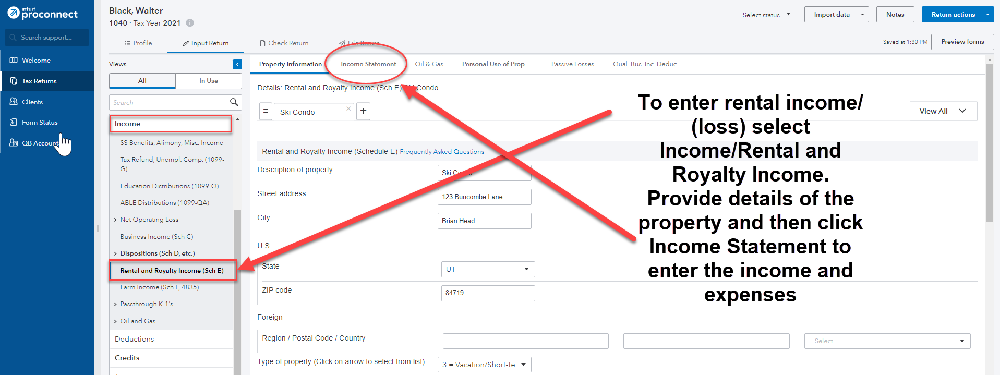 intuit
proconnect
Search support...
Welcome
Tax Returns
Clients
Form Status
QB Account
Black, Walter
1040 · Tax Year 2021
Select status
Import data
Notes
Return actions
Profile
Input Return
Check Return
File Return
Saved at 1:30 PM
Preview forms
Views
All
In Use
Search
Income
SS Benefits, Alimony, Misc. Income
Tax Refund, Unempl. Comp. (1099-
G)
Education Distributions (1099-Q)
ABLE Distributions (1099-QA)
Net Operating Loss
Business Income (Sch C)
Dispositions (Sch D, etc.)
Rental and Royalty Income (Sch E)
Farm Income (Sch F, 4835)
Passthrough K-1's
Oil and Gas
Deductions
Credits
Property Information
Income Statement
Oil & Gas
Personal Use of Prop...
Passive Losses
Qual. Bus. Inc. Deduc...
Details: Rental and Royalty Income (Sch E) Ski Condo
Ski Condo
View All
Rental and Royalty Income (Schedule E) Frequently Asked Questions
Description of property
Ski Condo
Street address
123 Buncombe Lane
City
Brian Head
U.S.
State
UT
ZIP code
84719
Foreign
Region / Postal Code / Country
-- Select --
Type of property (Click on arrow to select from list)
3 = Vacation/Short-Te
To enter rental income/
(loss) select
Income/Rental and
Royalty Income.
Provide details of the
property and then click
Income Statement to
enter the income and
expenses